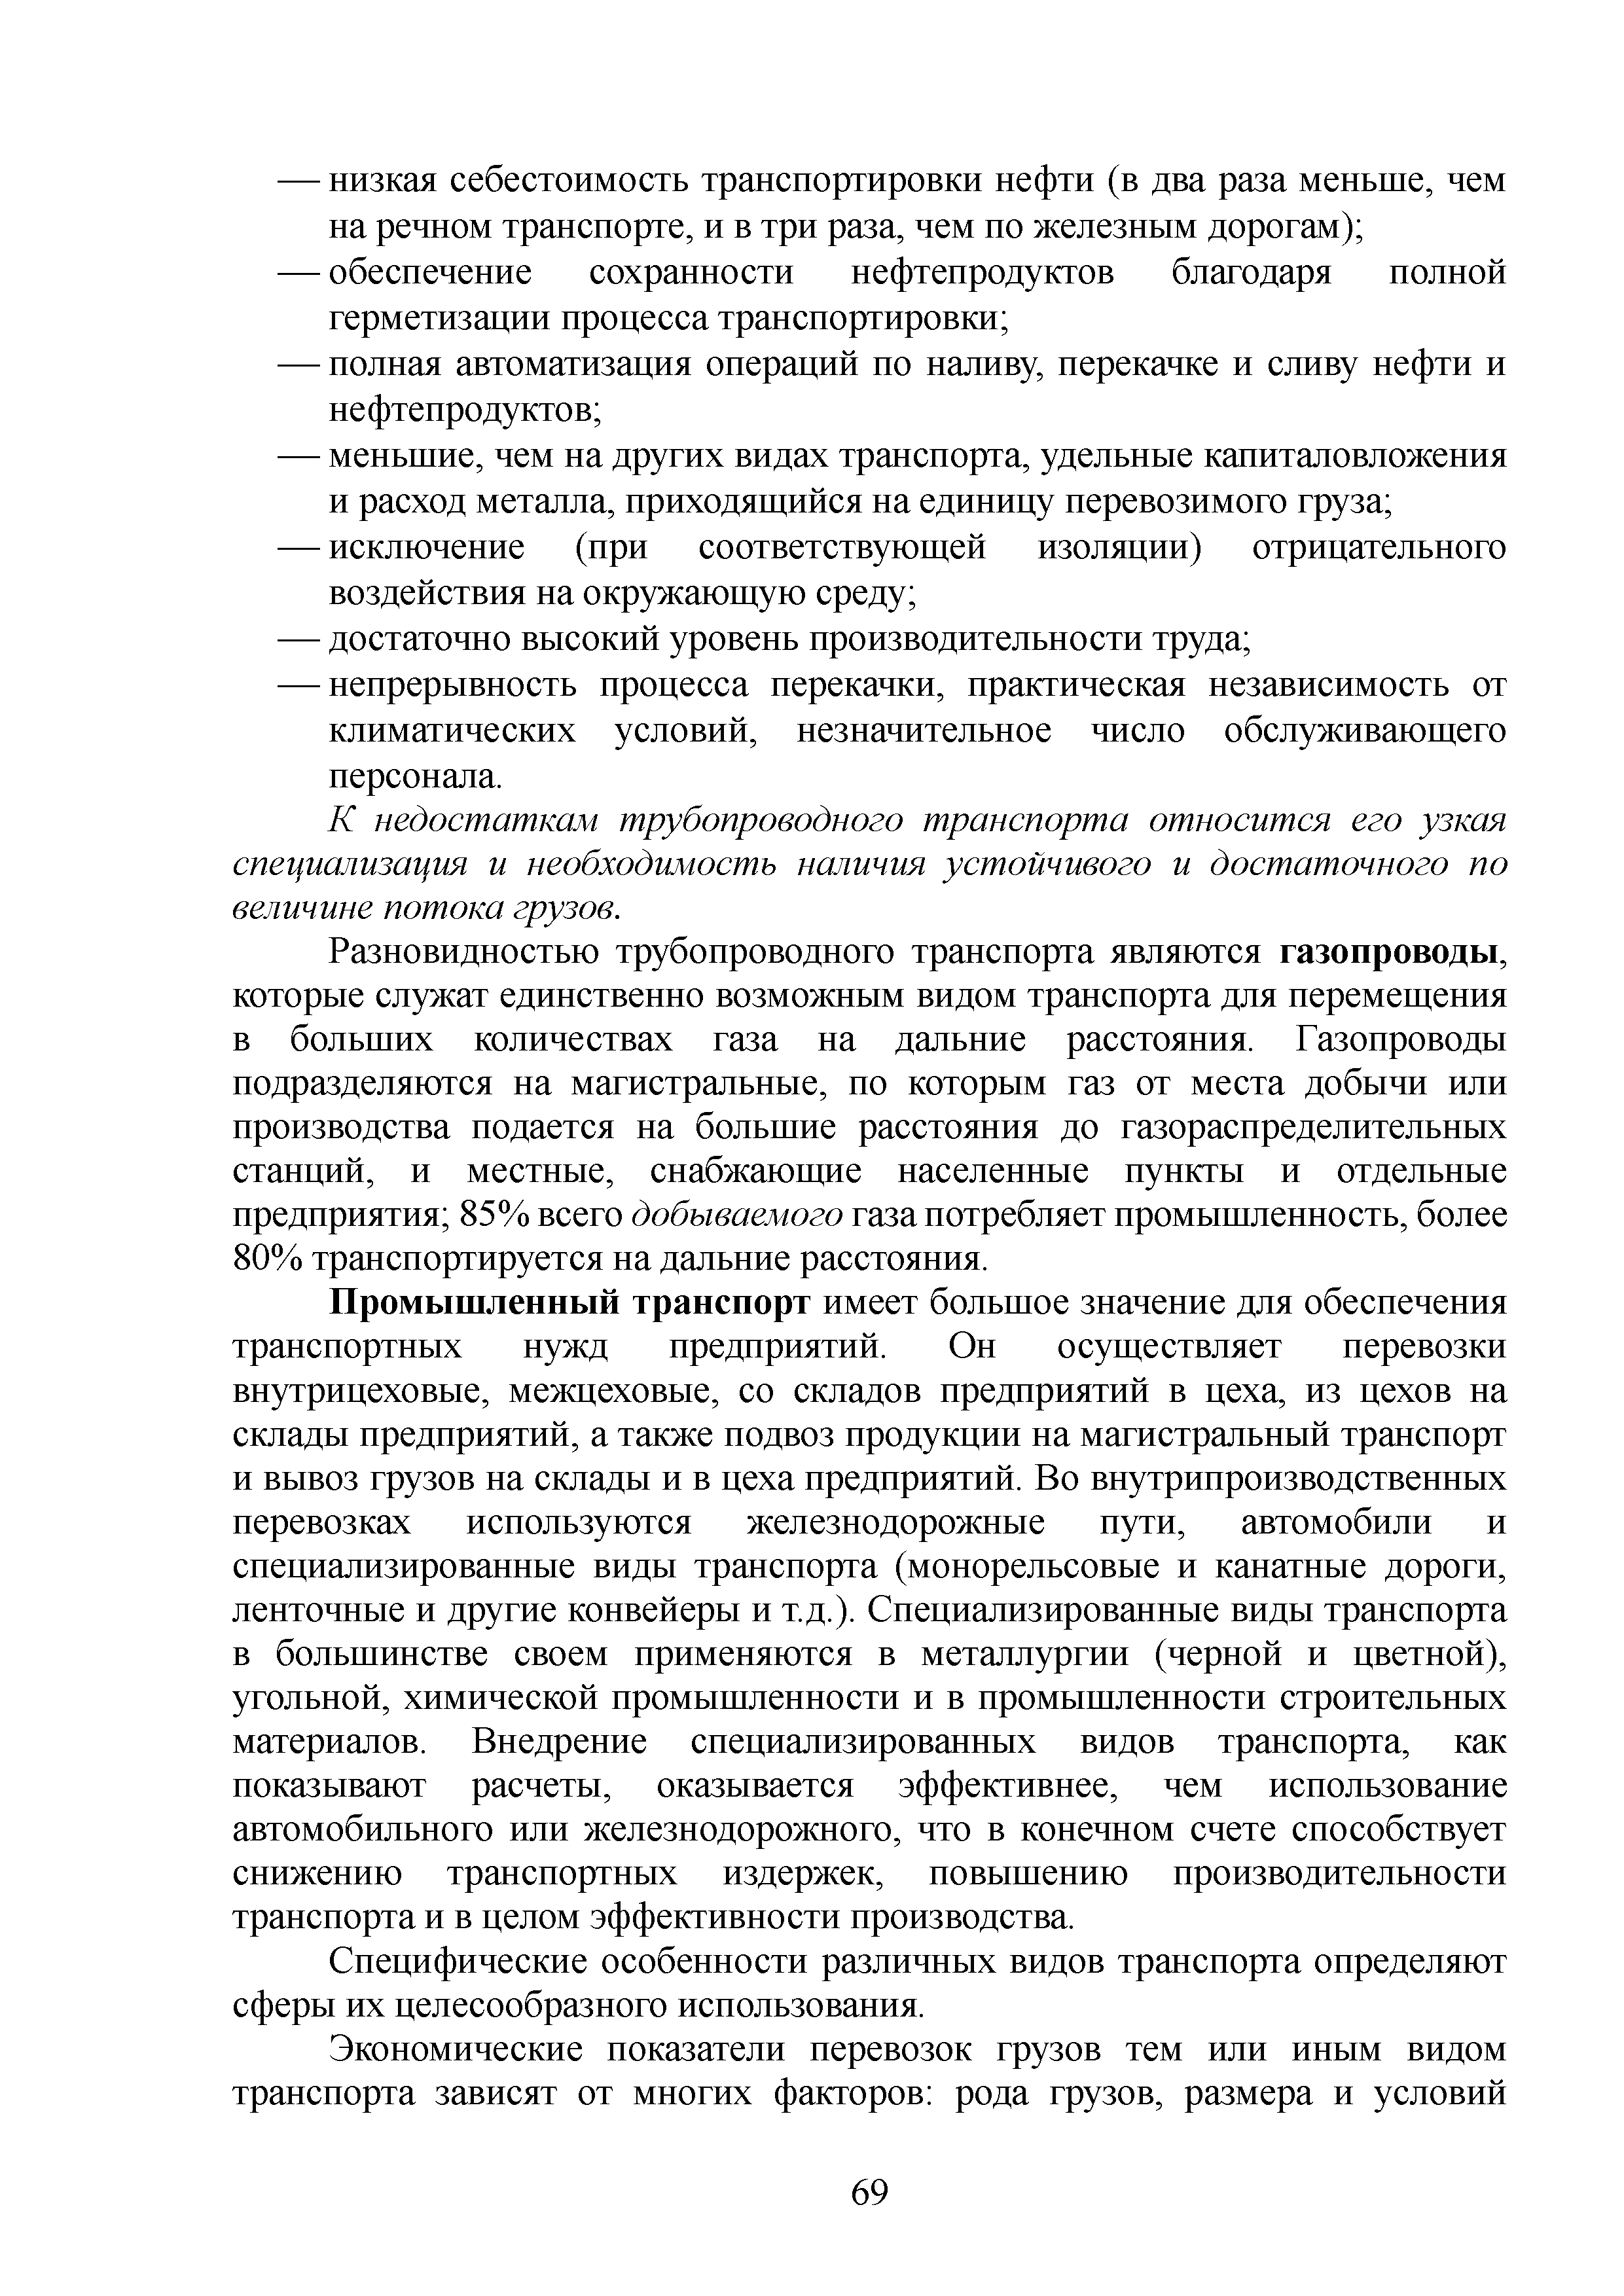 — низкая себестоимость транспортировки нефти (в два раза меньше, чем
на речном транспорте, и в три раза, чем по железным дорогам);
— обеспечение сохранности нефтепродуктов благодаря полной
герметизации процесса транспортировки;
— полная автоматизация операций по наливу, перекачке и сливу нефти и
нефтепродуктов;
— меньшие, чем на других видах транспорта, удельные капиталовложения
и расход металла, приходящийся на единицу перевозимого груза;
— исключение (при соответствующей изоляции) отрицательного
воздействия на окружающую среду;
— достаточно высокий уровень производительности труда;
— непрерывность процесса перекачки, практическая независимость от
климатических условий, незначительное число обслуживающего
персонала.
К недостаткам трубопроводного транспорта относится его узкая
специализация и необходимость наличия устойчивого и достаточного по
величине потока грузов.
Разновидностью трубопроводного транспорта являются газопроводы,
которые служат единственно возможным видом транспорта для перемещения
в больших количествах газа на дальние расстояния. Газопроводы
подразделяются на магистральные, по которым газ от места добычи или
производства подается на большие расстояния до газораспределительных
станций, и местные, снабжающие населенные пункты и отдельные
предприятия; 85% всего добываемого газа потребляет промышленность, более
80% транспортируется на дальние расстояния.
Промышленный транспорт имеет большое значение для обеспечения
транспортных нужд предприятий. Он осуществляет перевозки
внутрицеховые, межцеховые, со складов предприятий в цеха, из цехов на
склады предприятий, а также подвоз продукции на магистральный транспорт
и вывоз грузов на склады и в цеха предприятий. Во внутрипроизводственных
перевозках используются железнодорожные пути, автомобили и
специализированные виды транспорта (монорельсовые и канатные дороги,
ленточные и другие конвейеры и т.д.). Специализированные виды транспорта
в большинстве своем применяются в металлургии (черной и цветной),
угольной, химической промышленности и в промышленности строительных
материалов. Внедрение специализированных видов транспорта, как
показывают расчеты, оказывается эффективнее, чем использование
автомобильного или железнодорожного, что в конечном счете способствует
снижению транспортных издержек, повышению производительности
транспорта и в целом эффективности производства.
Специфические особенности различных видов транспорта определяют
сферы их целесообразного использования.
Экономические показатели перевозок грузов тем или иным видом
транспорта зависят от многих факторов: рода грузов, размера и условий
69